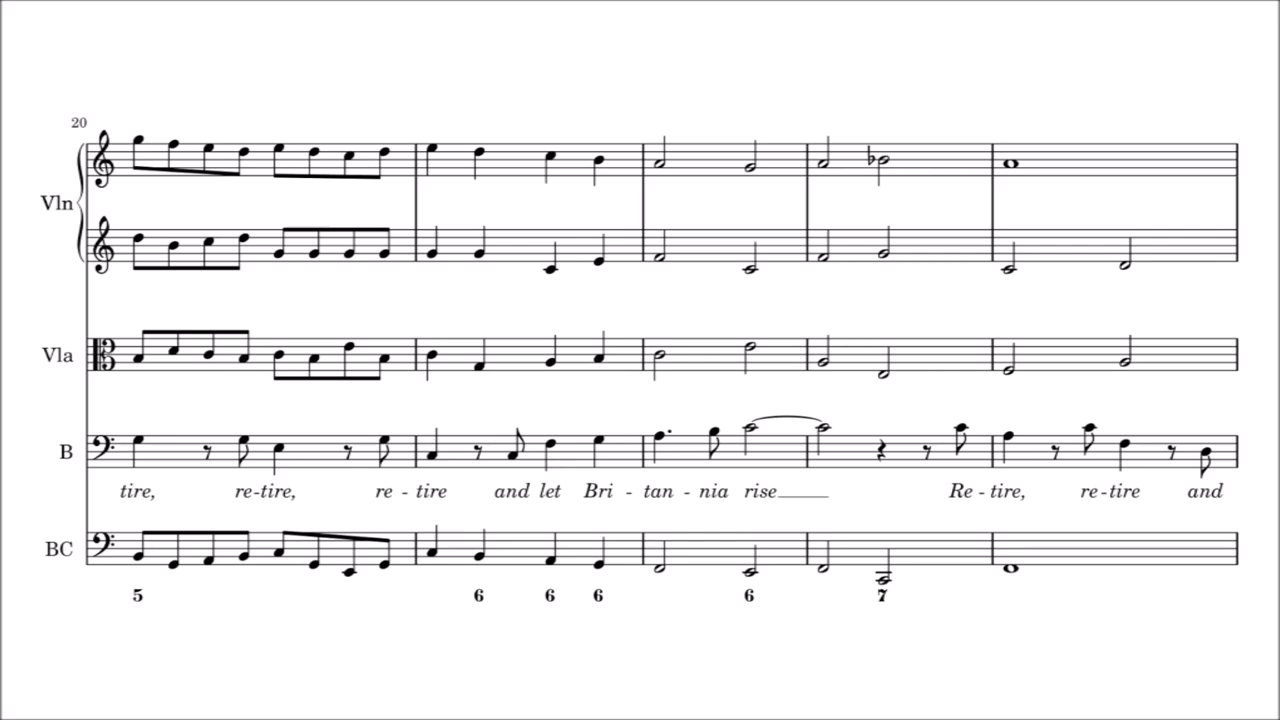 20
Vln
Vla
B
tire, re-tire, re - tire and let Bri - tan - nia rise Re - tire, re - tire and
BC
5 6 6 6 6 7